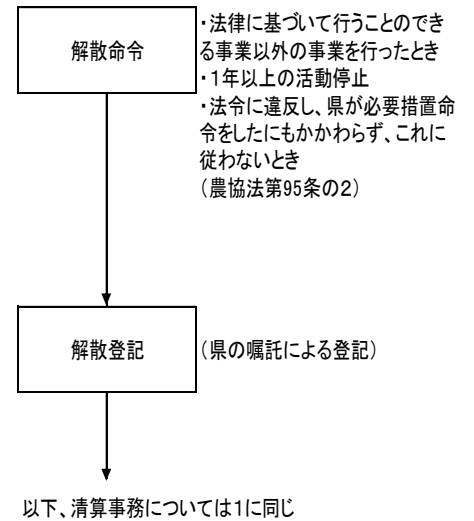 解散命令
・法律に基づいて行うことのでき
る事業以外の事業を行ったとき
・1年以上の活動停止
・法令に違反し、県が必要措置命
令をしたにもかかわらず、これに
従わないとき
（農協法第95条の2）
解散登記
（県の嘱託による登記）
以下、清算事務については1に同じ